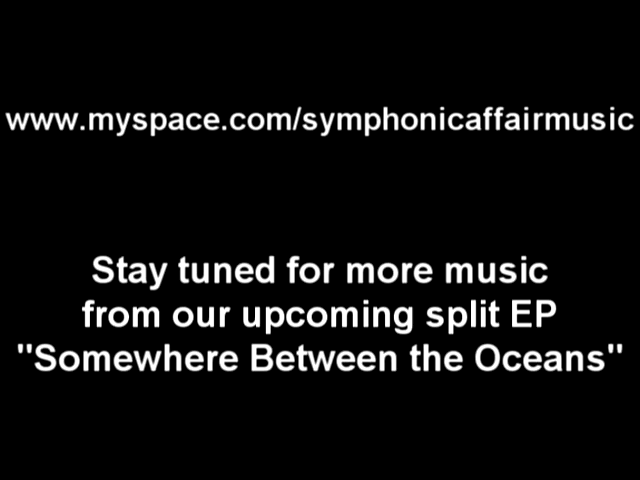 www.myspace.com/symphonicaffairmusic
Stay tuned for more music
from our upcoming split EP
"Somewhere Between the Oceans"